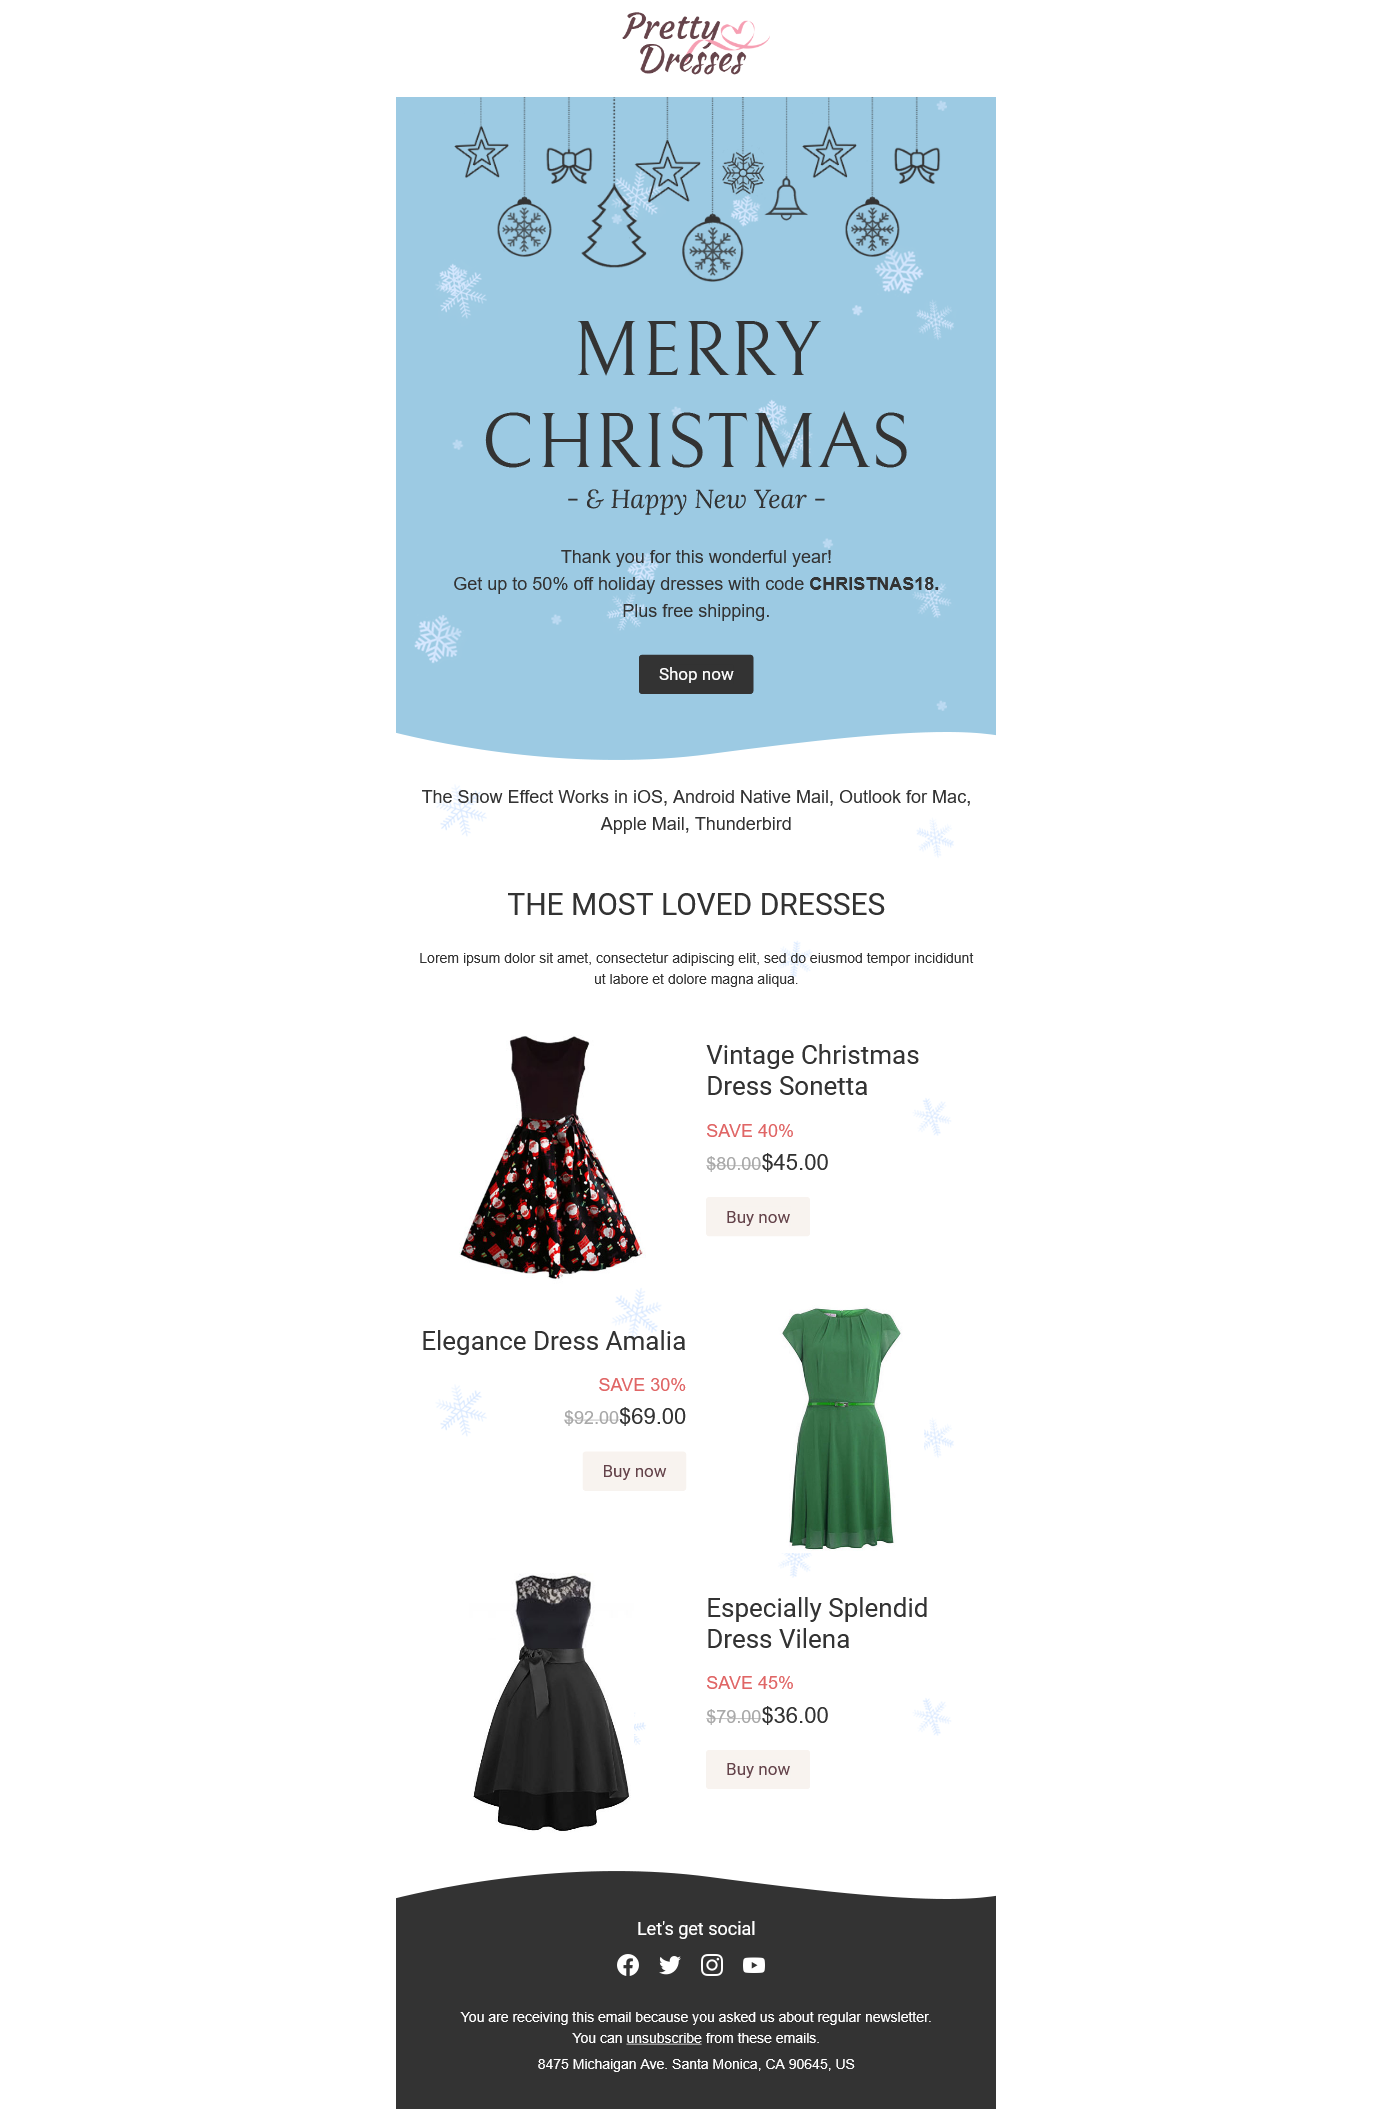 Pretty
Dresses
MERRY
CHRISTMAS
- & Happy New Year -
Thank you for this wonderful year!
Get up to 50% off holiday dresses with code CHRISTNAS18.
Plus free shipping.
Shop now
The Snow Effect Works in iOS, Android Native Mail, Outlook for Mac,
Apple Mail, Thunderbird
THE MOST LOVED DRESSES
Lorem ipsum dolor sit amet, consectetur adipiscing elit, sed do eiusmod tempor incididunt
ut labore et dolore magna aliqua.
Vintage Christmas
Dress Sonetta
SAVE 40%
$80.00$45.00
Buy now
Elegance Dress Amalia
SAVE 30%
$92.00$69.00
Buy now
Especially Splendid
Dress Vilena
SAVE 45%
$79.00$36.00
Buy now
Let's get social
You are receiving this email because you asked us about regular newsletter.
You can unsubscribe from these emails.
8475 Michaigan Ave. Santa Monica, CA 90645, US